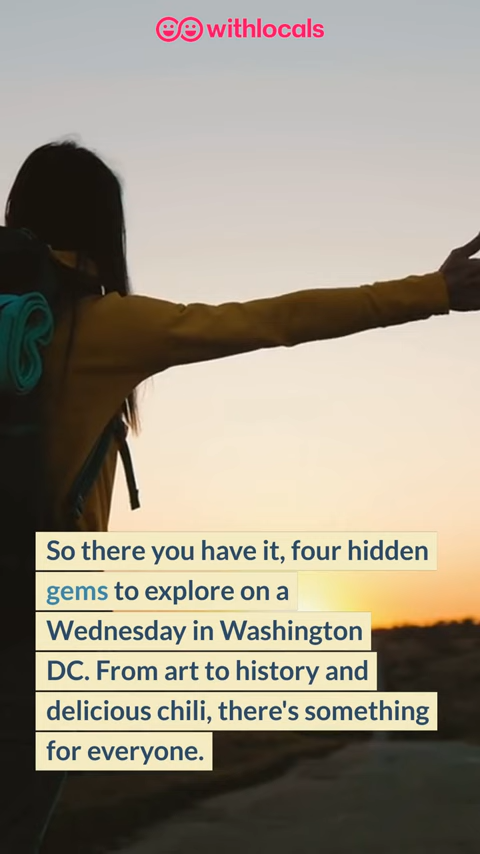 withlocals
So there you have it, four hidden
gems to explore on a
Wednesday in Washington
DC. From art to history and
delicious chili, there's something
for everyone.